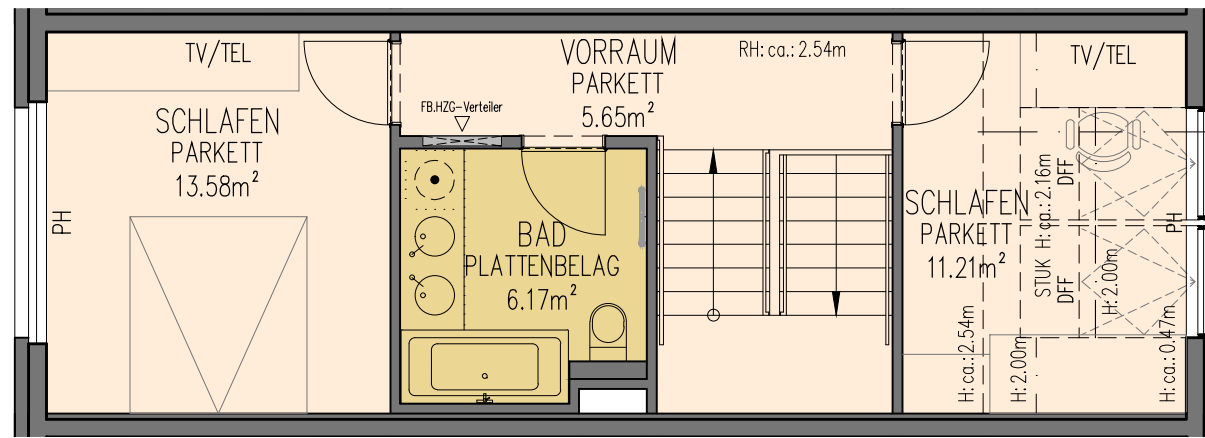 TV/TEL
SCHLAFEN
PARKETT
13.58m²
PH
VORRAUM
PARKETT
5.65m²
RH: ca.: 2.54m
FB.HZG-Verteiler
BAD
PLATTENBELAG
6.17m²
TV/TEL
SCHLAFEN
PARKETT
11.21m²
STUK H: ca.: 2.16m
DFF
DFF
PH
H: 2.00m
H: ca.: 2.54m
H: 2.00m
H: ca.: 0.47m